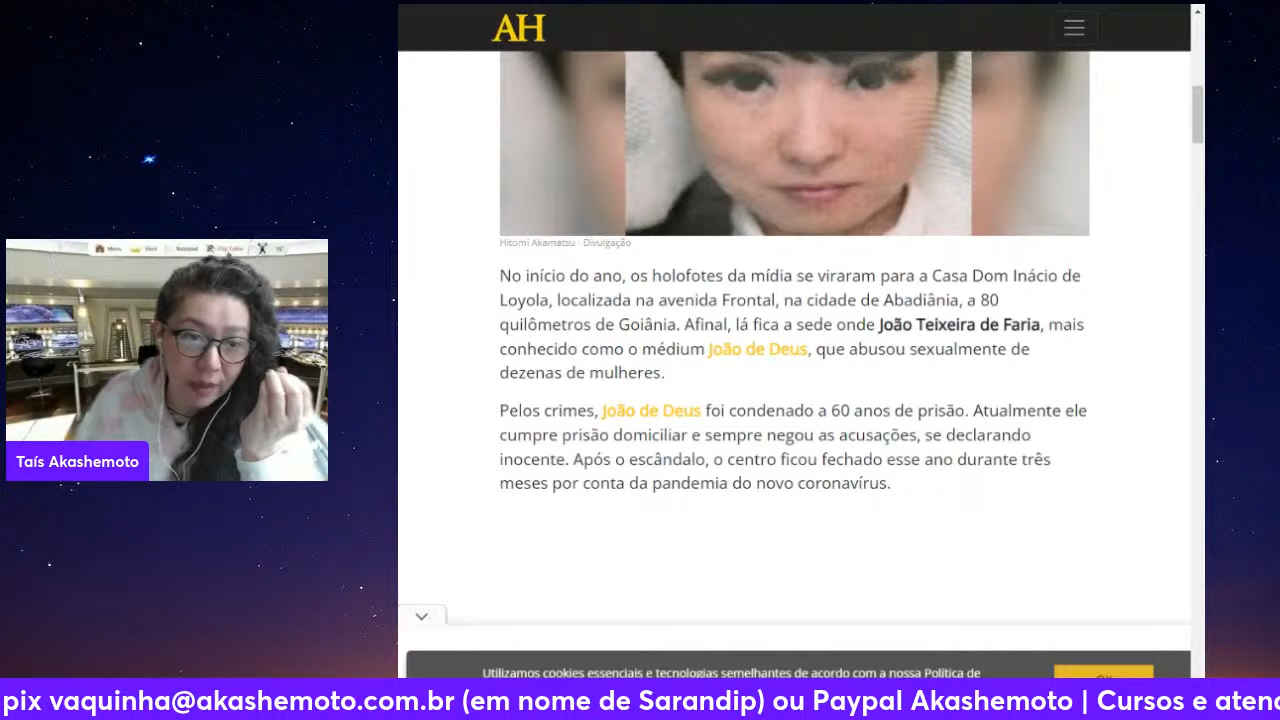 AH
Menu
Hitomi Akamatsu - Divulgação
No início do ano, os holofotes da mídia se viraram para a Casa Dom Inácio de
Loyola, localizada na avenida Frontal, na cidade de Abadiânia, a 80
quilômetros de Goiânia. Afinal, lá fica a sede onde João Teixeira de Faria, mais
conhecido como o médium João de Deus, que abusou sexualmente de
dezenas de mulheres.
Pelos crimes, João de Deus foi condenado a 60 anos de prisão. Atualmente ele
cumpre prisão domiciliar e sempre negou as acusações, se declarando
inocente. Após o escândalo, o centro ficou fechado esse ano durante três
meses por conta da pandemia do novo coronavírus.
Taís Akashemoto
Utilizamos cookies essenciais e tecnologias semelhantes de acordo com a nossa Política de
pix vaquinha@akashemoto.com.br (em nome de Sarandip) ou Paypal Akashemoto | Cursos e atend